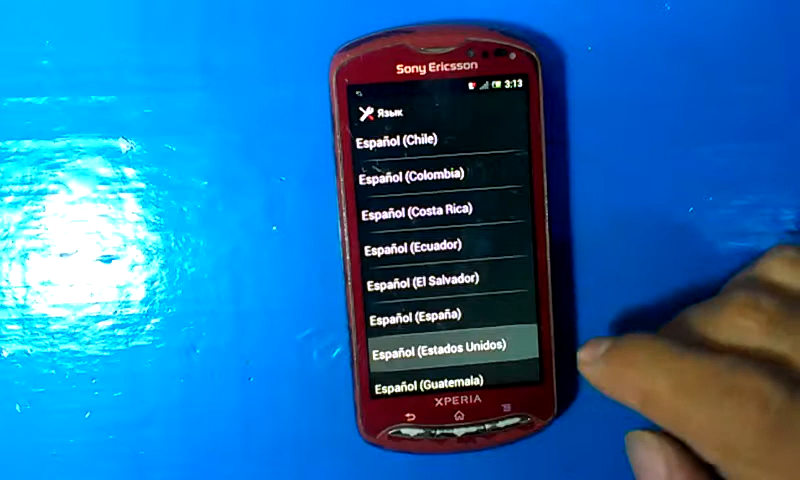 Sony Ericsson
3:13
Язык
Español (Chile)
Español (Colombia)
Español (Costa Rica)
Español (Ecuador)
Español (El Salvador)
Español (España)
Español (Estados Unidos)
Español (Guatemala)
XPERIA